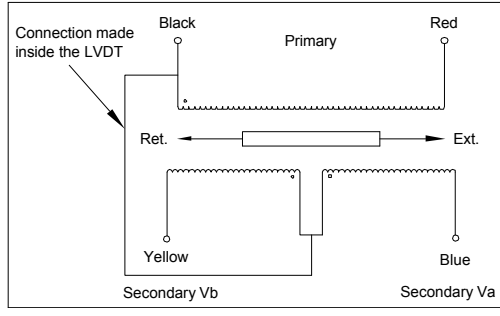 Connection made
inside the LVDT
Black
Primary
Red
Ret.
Ext.
Yellow
Blue
Secondary Vb
Secondary Va